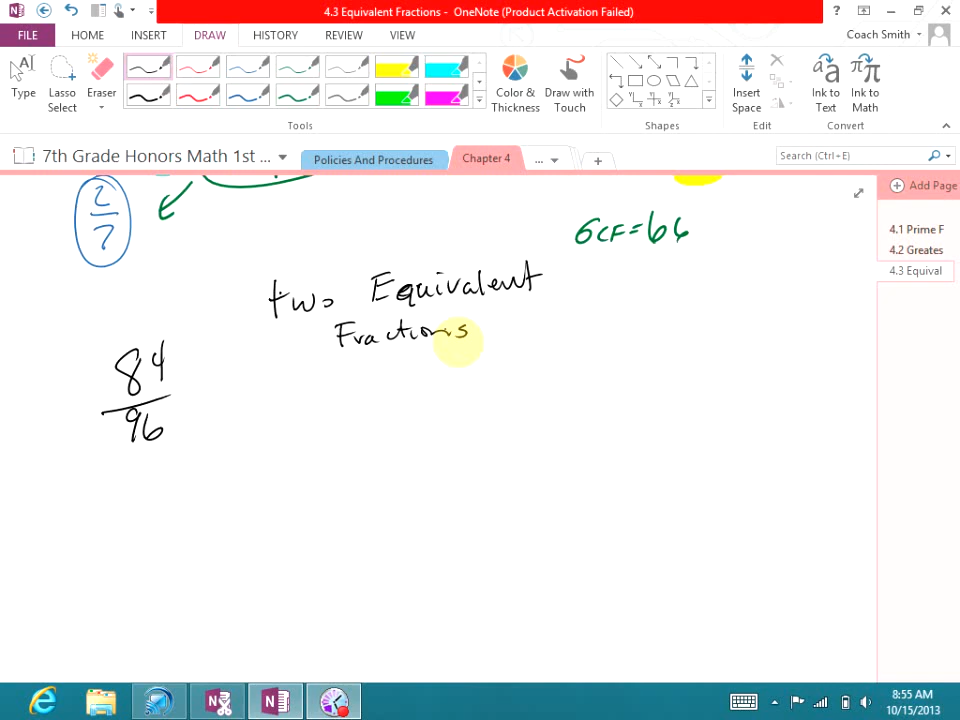 4.3 Equivalent Fractions - OneNote (Product Activation Failed)
FILE HOME INSERT DRAW HISTORY REVIEW VIEW Coach Smith
Type Lasso Select Eraser Color & Thickness Draw with Touch Insert Space Ink to Text Ink to Math
Tools Shapes Edit Convert
7th Grade Honors Math 1st ... Policies And Procedures Chapter 4 ... Search (Ctrl+E)
Add Page
4.1 Prime F
4.2 Greates
4.3 Equival
2
7
GCF=66
two Equivalent
Fractions
84
96
8:55 AM
10/15/2013